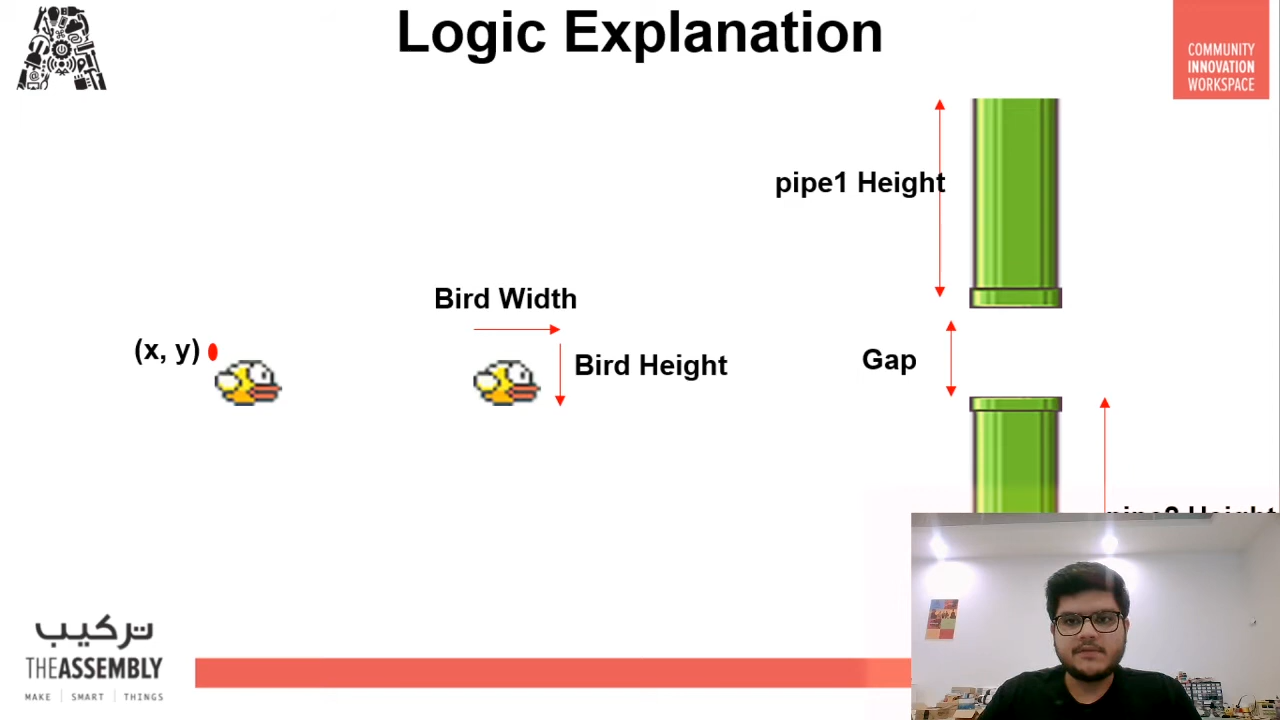 Logic Explanation
COMMUNITY
INNOVATION
WORKSPACE
pipe1 Height
Bird Width
(x, y)
Bird Height
Gap
تركيب
THEASSEMBLY
MAKE | SMART | THINGS